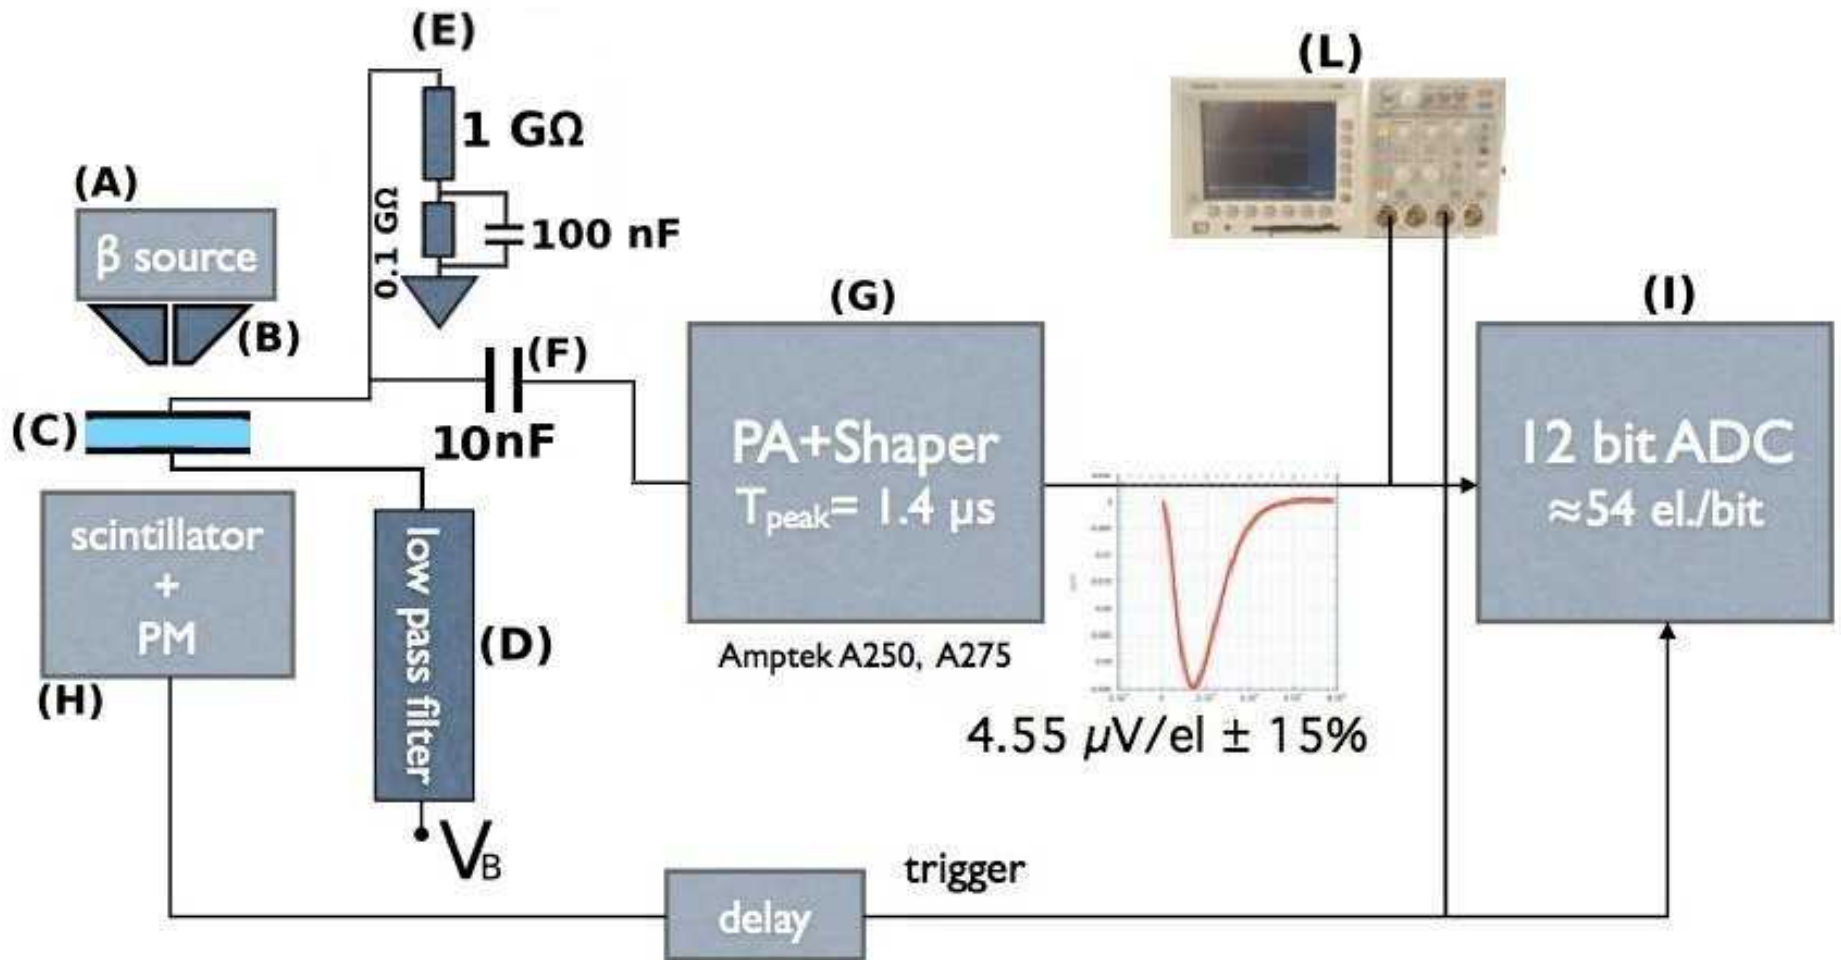 (E)
(L)
1 GΩ
(A)
0.1 GΩ
100 nF
β source
(B)
(G)
(I)
(F)
(C)
10nF
PA+Shaper
Tpeak= 1.4 μs
12 bit ADC
≈54 el./bit
scintillator
+
PM
low pass filter
(D)
Amptek A250, A275
(H)
4.55 μV/el ± 15%
VB
trigger
delay